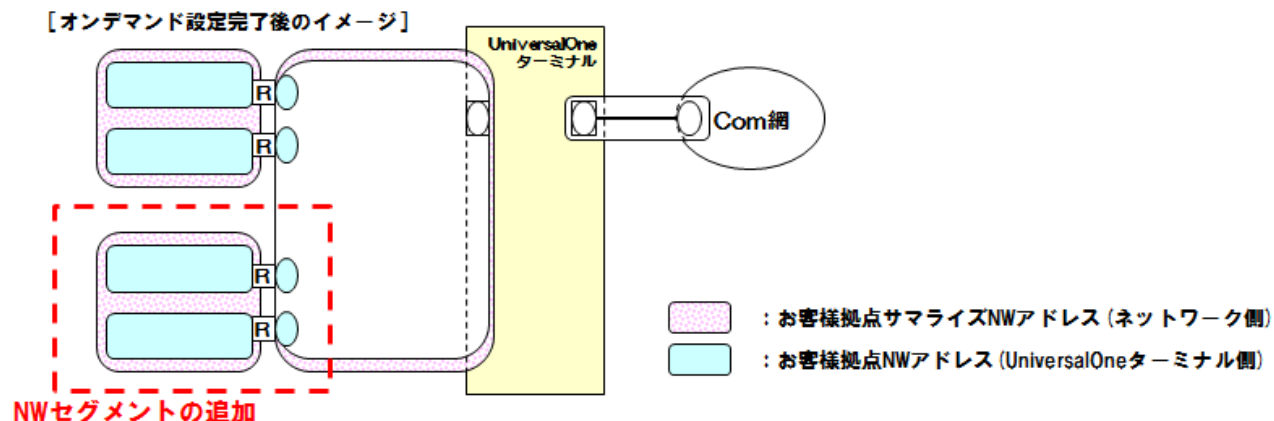 [オンデマンド設定完了後のイメージ]
UniversalOne
ターミナル
R
R
Com網
R
R
NWセグメントの追加
：お客様拠点サマライズNWアドレス(ネットワーク側)
：お客様拠点NWアドレス(UniversalOneターミナル側)